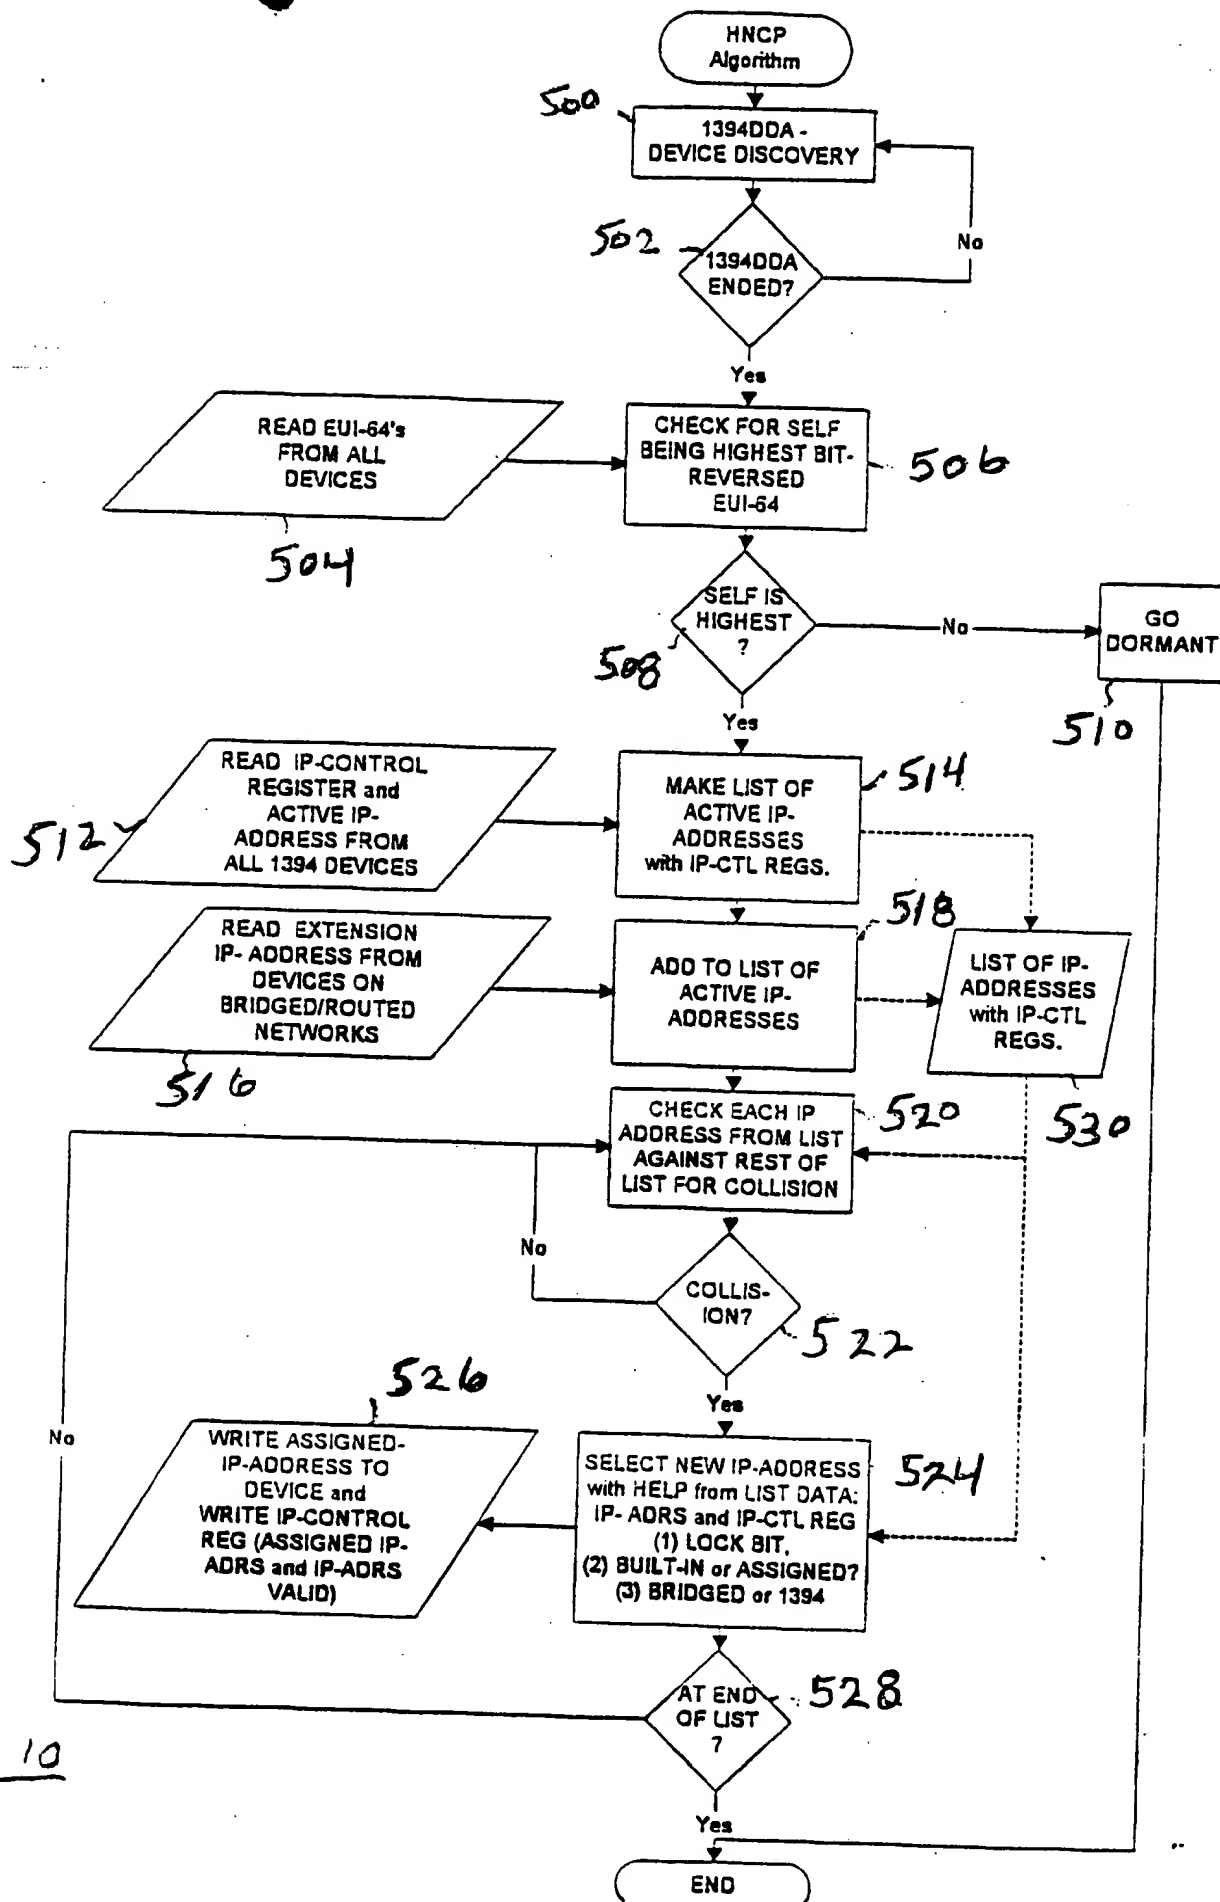 HNCP
Algorithm
500
1394DDA -
DEVICE DISCOVERY
502
No
1394DDA
ENDED?
Yes
READ EUI-64's
FROM ALL
DEVICES
504
CHECK FOR SELF
BEING HIGHEST BIT-
REVERSED
EUI-64
506
SELF IS
HIGHEST
?
508
No
GO
DORMANT
510
Yes
READ IP-CONTROL
REGISTER and
ACTIVE IP-
ADDRESS FROM
ALL 1394 DEVICES
512
MAKE LIST OF
ACTIVE IP-
ADDRESSES
with IP-CTL REGS.
514
READ EXTENSION
IP- ADDRESS FROM
DEVICES ON
BRIDGED/ROUTED
NETWORKS
516
ADD TO LIST OF
ACTIVE IP-
ADDRESSES
518
LIST OF IP-
ADDRESSES
with IP-CTL
REGS.
530
CHECK EACH IP
ADDRESS FROM LIST
AGAINST REST OF
LIST FOR COLLISION
520
No
COLLIS-
ION?
522
Yes
526
No
WRITE ASSIGNED-
IP-ADDRESS TO
DEVICE and
WRITE IP-CONTROL
REG (ASSIGNED IP-
ADRS and IP-ADRS
VALID)
SELECT NEW IP-ADDRESS
with HELP from LIST DATA:
IP- ADRS and IP-CTL REG
(1) LOCK BIT,
(2) BUILT-IN or ASSIGNED?
(3) BRIDGED or 1394
524
AT END
OF LIST
?
528
10
Yes
END